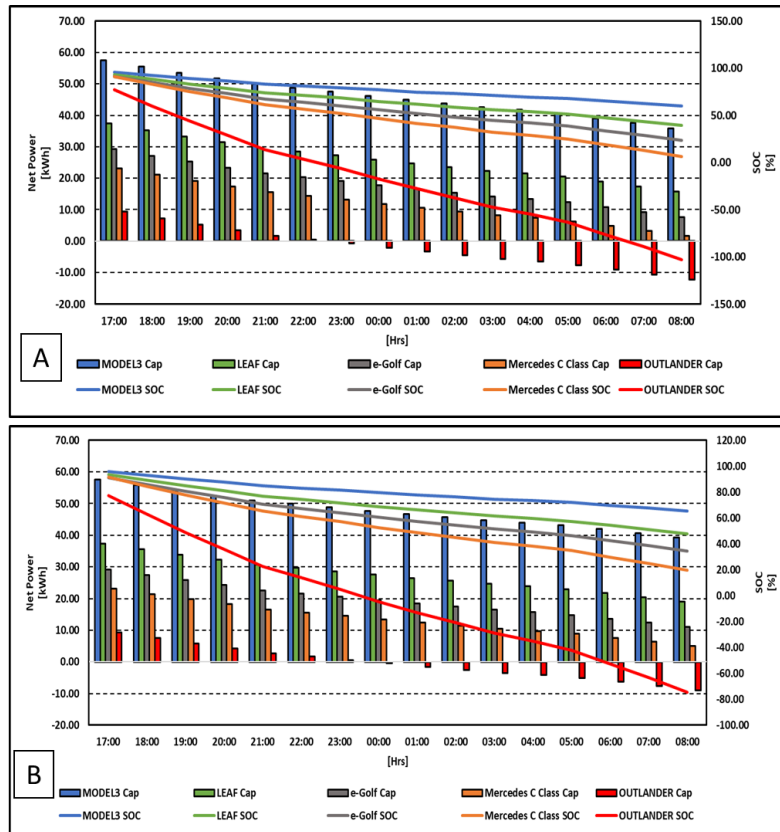 70.00 150.00
60.00 100.00
50.00
40.00 50.00
30.00
0.00
20.00
10.00 -50.00
0.00
-100.00
-10.00
-20.00 -150.00
Net Power
[kWh]
SOC
[%]
17:00 18:00 19:00 20:00 21:00 22:00 23:00 00:00 01:00 02:00 03:00 04:00 05:00 06:00 07:00 08:00
[Hrs]
A
MODEL3 Cap LEAF Cap e-Golf Cap Mercedes C Class Cap OUTLANDER Cap
MODEL3 SOC LEAF SOC e-Golf SOC Mercedes C Class SOC OUTLANDER SOC
70.00 120.00
60.00 100.00
80.00
50.00
60.00
40.00
40.00
30.00
20.00
20.00 0.00
10.00 -20.00
-40.00
0.00
-60.00
-10.00
-80.00
-20.00 -100.00
Net Power
[kWh]
SOC
[%]
17:00 18:00 19:00 20:00 21:00 22:00 23:00 00:00 01:00 02:00 03:00 04:00 05:00 06:00 07:00 08:00
[Hrs]
B
MODEL3 Cap LEAF Cap e-Golf Cap Mercedes C Class Cap OUTLANDER Cap
MODEL3 SOC LEAF SOC e-Golf SOC Mercedes C Class SOC OUTLANDER SOC